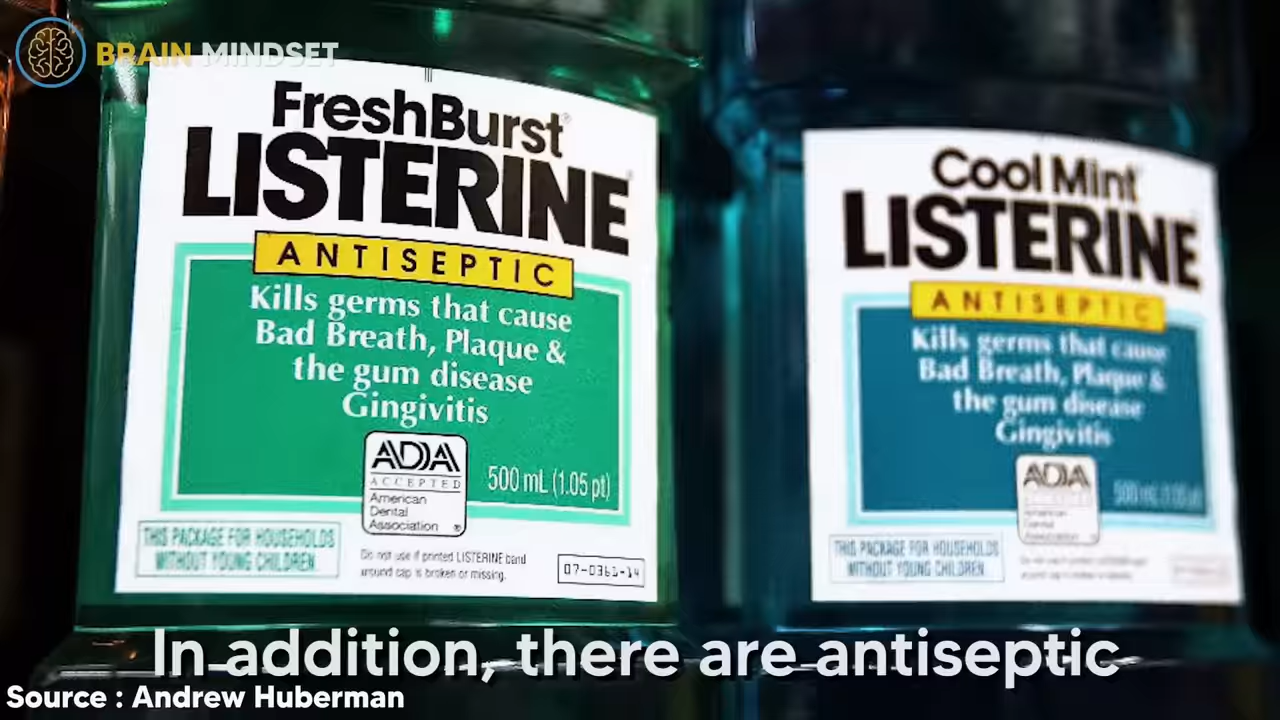 BRAIN MINDSET
FreshBurst
LISTERINE
ANTISEPTIC
Kills germs that cause
Bad Breath, Plaque &
the gum disease
Gingivitis
ADA
ACCEPTED
American
Dental
Association
500 mL (1.05 pt)
THIS PACKAGE FOR HOUSEHOLDS
WITHOUT YOUNG CHILDREN
Do not use if printed LISTERINE band
around cap is broken or missing.
Cool Mint
LISTERINE
ANTISEPTIC
Kills germs that cause
Bad Breath, Plaque &
the gum disease
Gingivitis
ADA
American
Dental
Association
THIS PACKAGE FOR HOUSEHOLDS
WITHOUT YOUNG CHILDREN
In addition, there are antiseptic
Source : Andrew Huberman